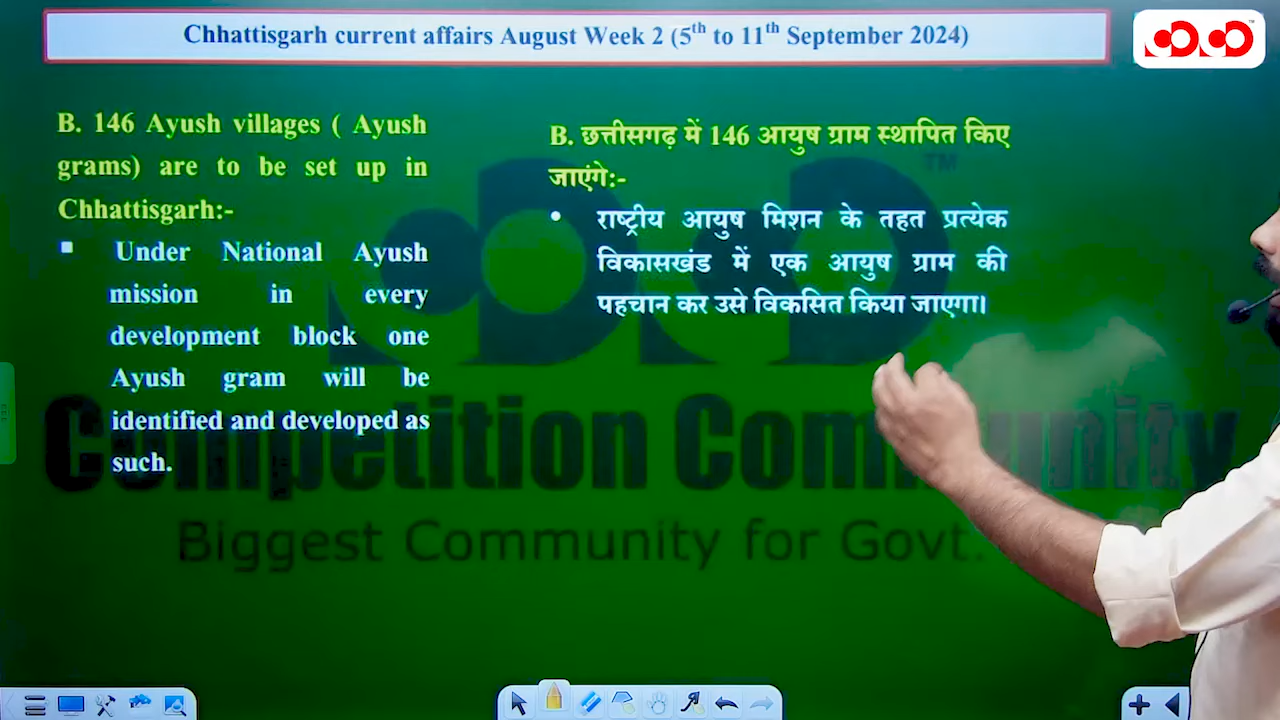 Chhattisgarh current affairs August Week 2 (5th to 11th September 2024)
B. 146 Ayush villages ( Ayush
grams) are to be set up in
Chhattisgarh:-
Under National Ayush
mission in every
development block one
Ayush gram will be
identified and developed as
such.
B. छत्तीसगढ़ में 146 आयुष ग्राम स्थापित किए
जाएंगे:-
राष्ट्रीय आयुष मिशन के तहत प्रत्येक
विकासखंड में एक आयुष ग्राम की
पहचान कर उसे विकसित किया जाएगा।
TM
Competition Community
Biggest Community for Govt.